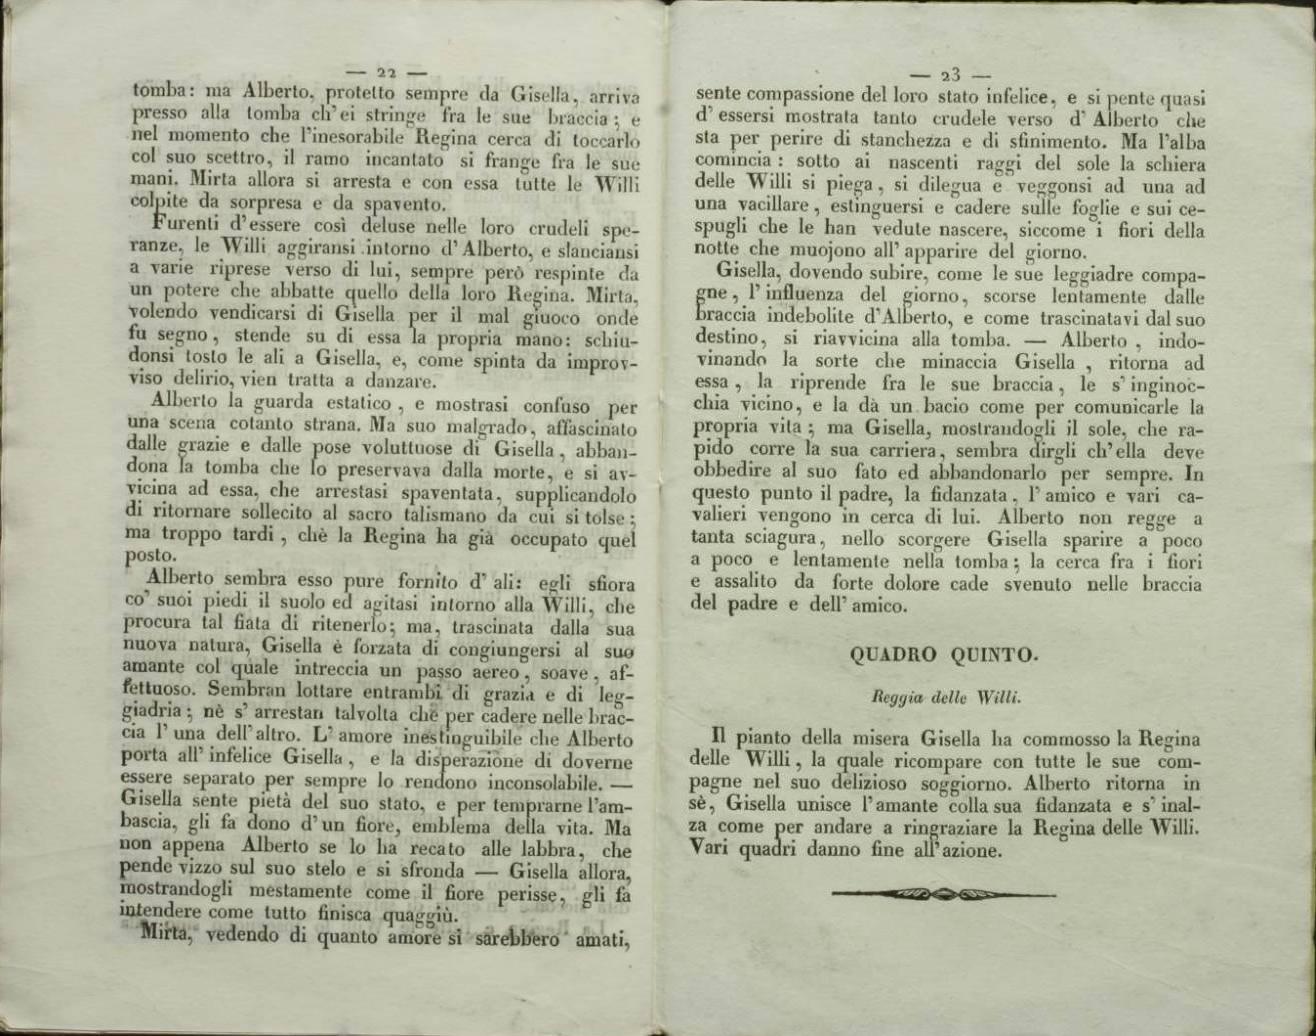 — 22 —
tomba: ma Alberto, protetto sempre da Gisella, arriva
presso alla tomba ch'ei stringe fra le sue braccia; e
nel momento che l'inesorabile Regina cerca di toccarlo
col suo scettro, il ramo incantato si frange fra le sue
mani. Mirta allora si arresta e con essa tutte le Willi
colpite da sorpresa e da spavento.
Furenti d'essere così deluse nelle loro crudeli spe-
ranze, le Willi aggiransi intorno d'Alberto, e slanciansi
a varie riprese verso di lui, sempre però respinte da
un potere che abbatte quello della loro Regina. Mirta,
volendo vendicarsi di Gisella per il mal giuoco onde
fu segno, stende su di essa la propria mano: schiu-
donsi tosto le ali a Gisella, e, come spinta da improv-
viso delirio, vien tratta a danzare.
Alberto la guarda estatico, e mostrasi confuso per
una scena cotanto strana. Ma suo malgrado, affascinato
dalle grazie e dalle pose voluttuose di Gisella, abban-
dona la tomba che lo preservava dalla morte, e si av-
vicina ad essa, che arrestasi spaventata, supplicandolo
di ritornare sollecito al sacro talismano da cui si tolse;
ma troppo tardi, chè la Regina ha già occupato quel
posto.
Alberto sembra esso pure fornito d'ali: egli sfiora
co' suoi piedi il suolo ed agitasi intorno alla Willi, che
procura tal fiata di ritenerlo; ma, trascinata dalla sua
nuova natura, Gisella è forzata di congiungersi al suo
amante col quale intreccia un passo aereo, soave, af-
fettuoso. Sembran lottare entrambi di grazia e di leg-
giadria; nè s'arrestan talvolta chè per cadere nelle brac-
cia l'una dell'altro. L'amore inestinguibile che Alberto
porta all'infelice Gisella, e la disperazione di doverne
essere separato per sempre lo rendono inconsolabile. —
Gisella sente pietà del suo stato, e per temprarne l'am-
bascia, gli fa dono d'un fiore, emblema della vita. Ma
non appena Alberto se lo ha recato alle labbra, che
pende vizzo sul suo stelo e si sfronda — Gisella allora,
mostrandogli mestamente come il fiore perisse, gli fa
intendere come tutto finisca quaggiù.
Mirta, vedendo di quanto amore si sarebbero amati,
— 23 —
sente compassione del loro stato infelice, e si pente quasi
d'essersi mostrata tanto crudele verso d'Alberto che
sta per perire di stanchezza e di sfinimento. Ma l'alba
comincia: sotto ai nascenti raggi del sole la schiera
delle Willi si piega, si dilegua e veggonsi ad una ad
una vacillare, estinguersi e cadere sulle foglie e sui ce-
spugli che le han vedute nascere, siccome i fiori della
notte che muojono all'apparire del giorno.
Gisella, dovendo subire, come le sue leggiadre compa-
gne, l'influenza del giorno, scorse lentamente dalle
braccia indebolite d'Alberto, e come trascinatavi dal suo
destino, si riavvicina alla tomba. — Alberto, indo-
vinando la sorte che minaccia Gisella, ritorna ad
essa, la riprende fra le sue braccia, le s'inginoc-
chia vicino, e la dà un bacio come per comunicarle la
propria vita; ma Gisella, mostrandogli il sole, che ra-
pido corre la sua carriera, sembra dirgli ch'ella deve
obbedire al suo fato ed abbandonarlo per sempre. In
questo punto il padre, la fidanzata, l'amico e vari ca-
valieri vengono in cerca di lui. Alberto non regge a
tanta sciagura, nello scorgere Gisella sparire a poco
a poco e lentamente nella tomba; la cerca fra i fiori
e assalito da forte dolore cade svenuto nelle braccia
del padre e dell'amico.
QUADRO QUINTO.
Reggia delle Willi.
Il pianto della misera Gisella ha commosso la Regina
delle Willi, la quale ricompare con tutte le sue com-
pagne nel suo delizioso soggiorno. Alberto ritorna in
sè, Gisella unisce l'amante colla sua fidanzata e s'inal-
za come per andare a ringraziare la Regina delle Willi.
Vari quadri danno fine all'azione.